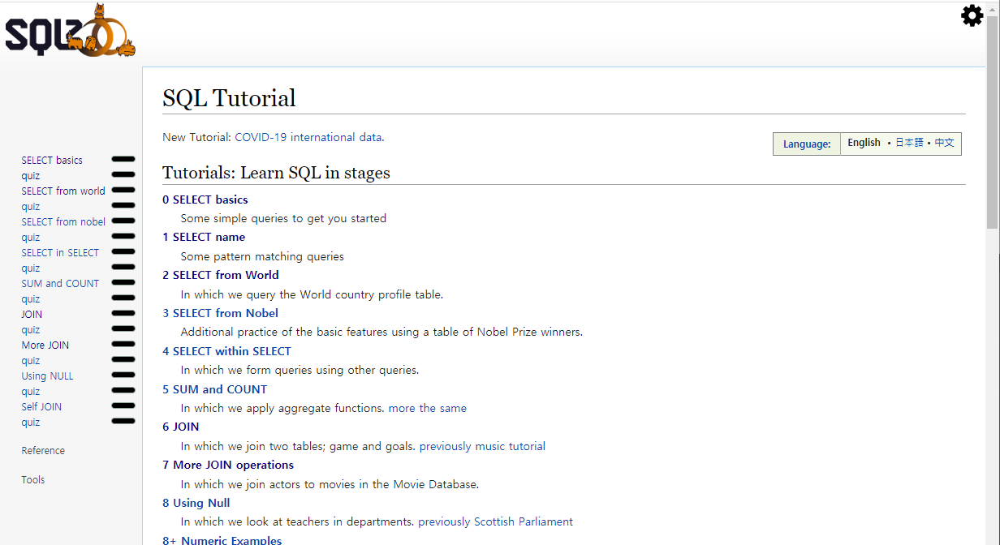 SQLZOO
SQL Tutorial
New Tutorial: COVID-19 international data.
Language: English • 日本語 • 中文
SELECT basics
quiz
SELECT from world
quiz
SELECT from nobel
quiz
SELECT in SELECT
quiz
SUM and COUNT
quiz
JOIN
quiz
More JOIN
quiz
Using NULL
quiz
Self JOIN
quiz
Reference
Tools
Tutorials: Learn SQL in stages
0 SELECT basics
Some simple queries to get you started
1 SELECT name
Some pattern matching queries
2 SELECT from World
In which we query the World country profile table.
3 SELECT from Nobel
Additional practice of the basic features using a table of Nobel Prize winners.
4 SELECT within SELECT
In which we form queries using other queries.
5 SUM and COUNT
In which we apply aggregate functions. more the same
6 JOIN
In which we join two tables; game and goals. previously music tutorial
7 More JOIN operations
In which we join actors to movies in the Movie Database.
8 Using Null
In which we look at teachers in departments. previously Scottish Parliament
8+ Numeric Examples